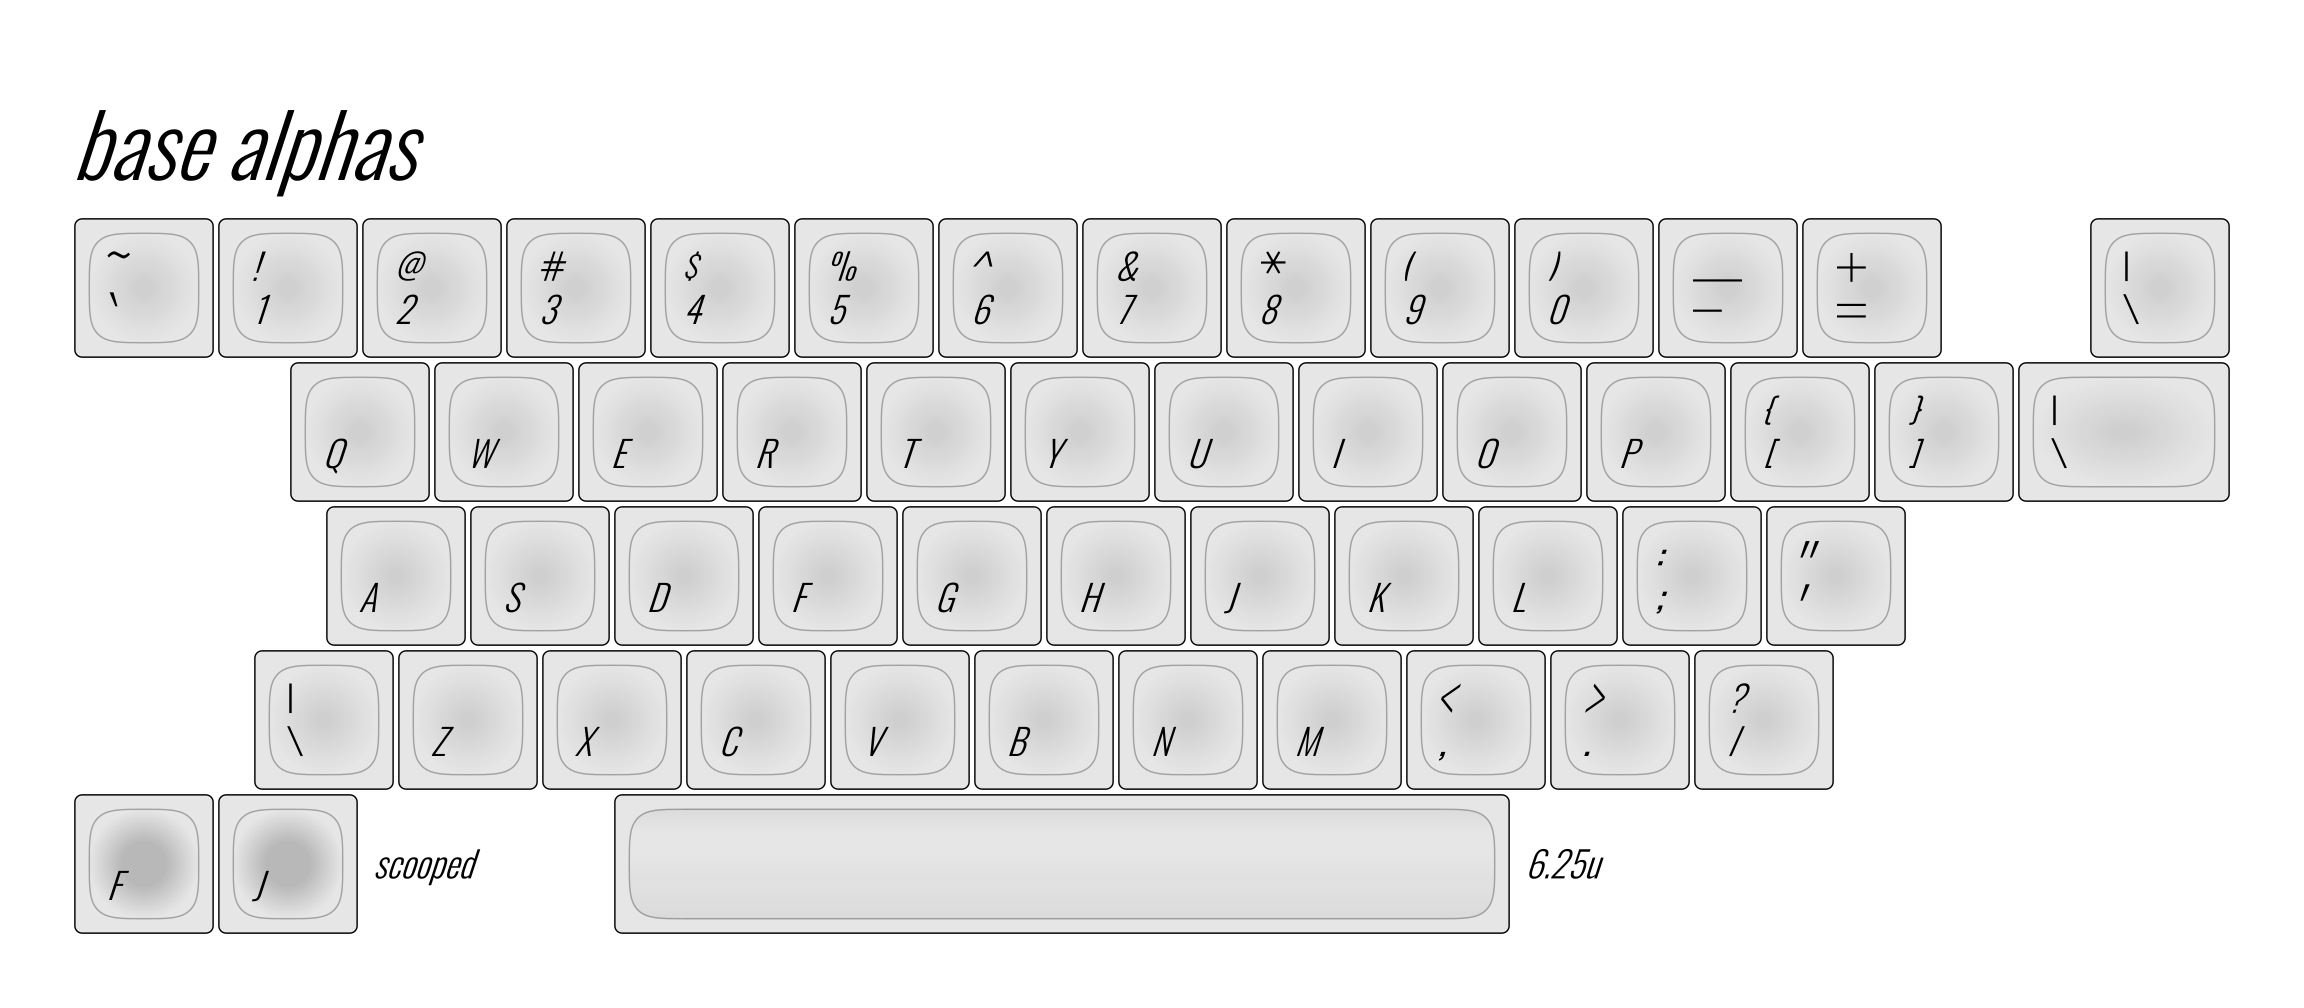 base alphas
~ ! @ # $ % ^ & * ( ) _ + |
` 1 2 3 4 5 6 7 8 9 0 - = \
{ } |
Q W E R T Y U I O P [ ] \
: "
A S D F G H J K L ; '
| < > ?
\ Z X C V B N M , . /
F J scooped 6.25u